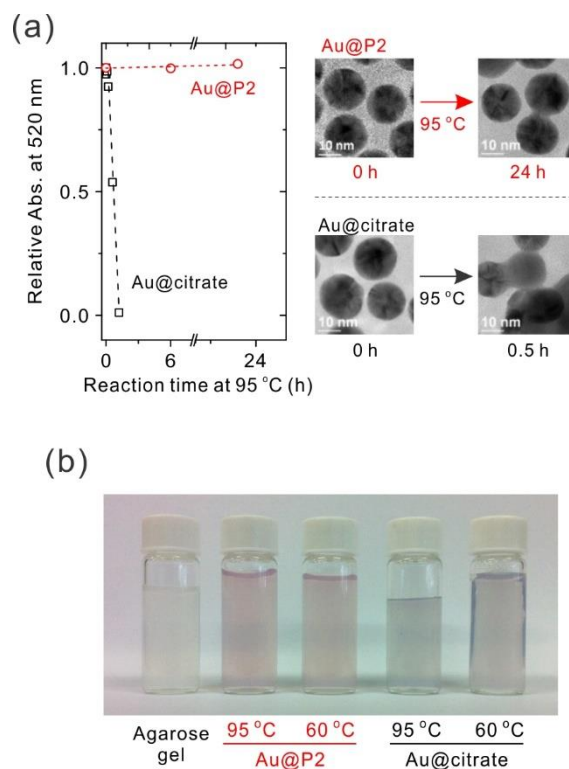 (a)
Relative Abs. at 520 nm
1.0
0.5
0.0
Au@P2
Au@citrate
0 6 24
Reaction time at 95 °C (h)
Au@P2
10 nm
95 °C
10 nm
0 h 24 h
Au@citrate
10 nm
95 °C
10 nm
0 h 0.5 h
(b)
Agarose gel
95 °C 60 °C
Au@P2
95 °C 60 °C
Au@citrate